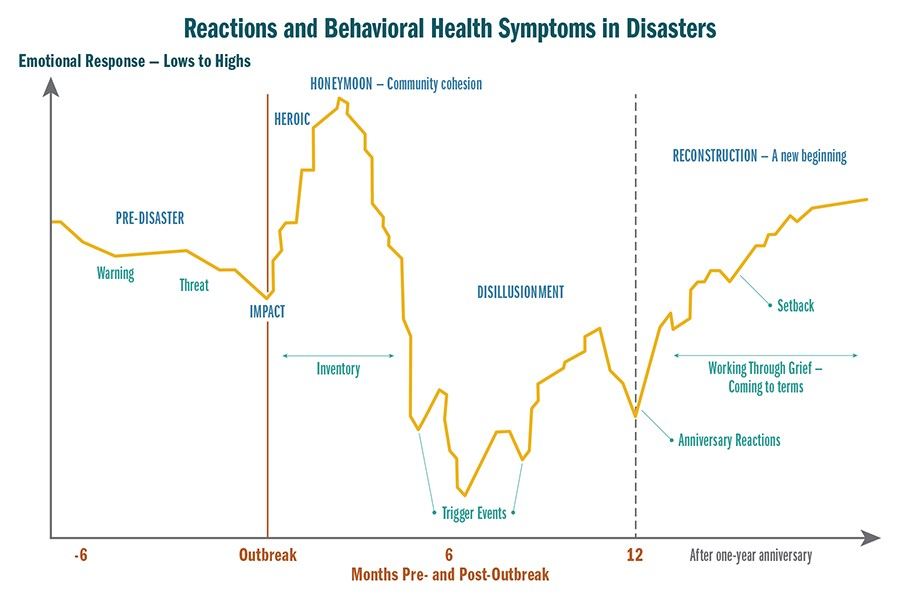 Reactions and Behavioral Health Symptoms in Disasters
Emotional Response – Lows to Highs
HONEYMOON – Community cohesion
HEROIC
RECONSTRUCTION – A new beginning
PRE-DISASTER
Warning
Threat
DISILLUSIONMENT
Setback
IMPACT
Inventory
Working Through Grief –
Coming to terms
Anniversary Reactions
Trigger Events
-6
Outbreak
6
12
After one-year anniversary
Months Pre- and Post-Outbreak